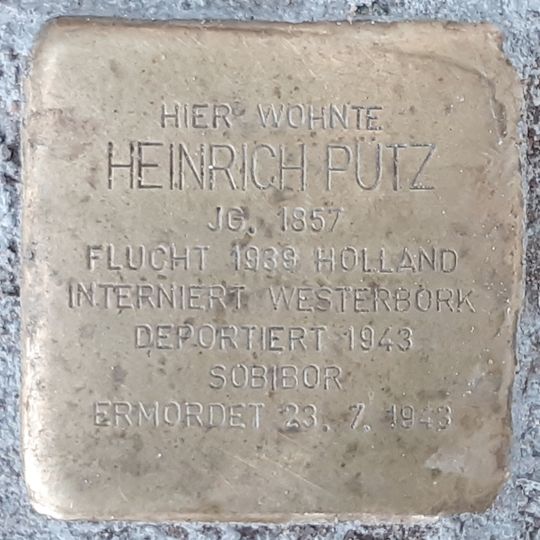 HIER WOHNTE
HEINRICH PÜTZ
JG. 1857
FLUCHT 1939 HOLLAND
INTERNIERT WESTERBORK
DEPORTIERT 1943
SOBIBOR
ERMORDET 23. 7. 1943